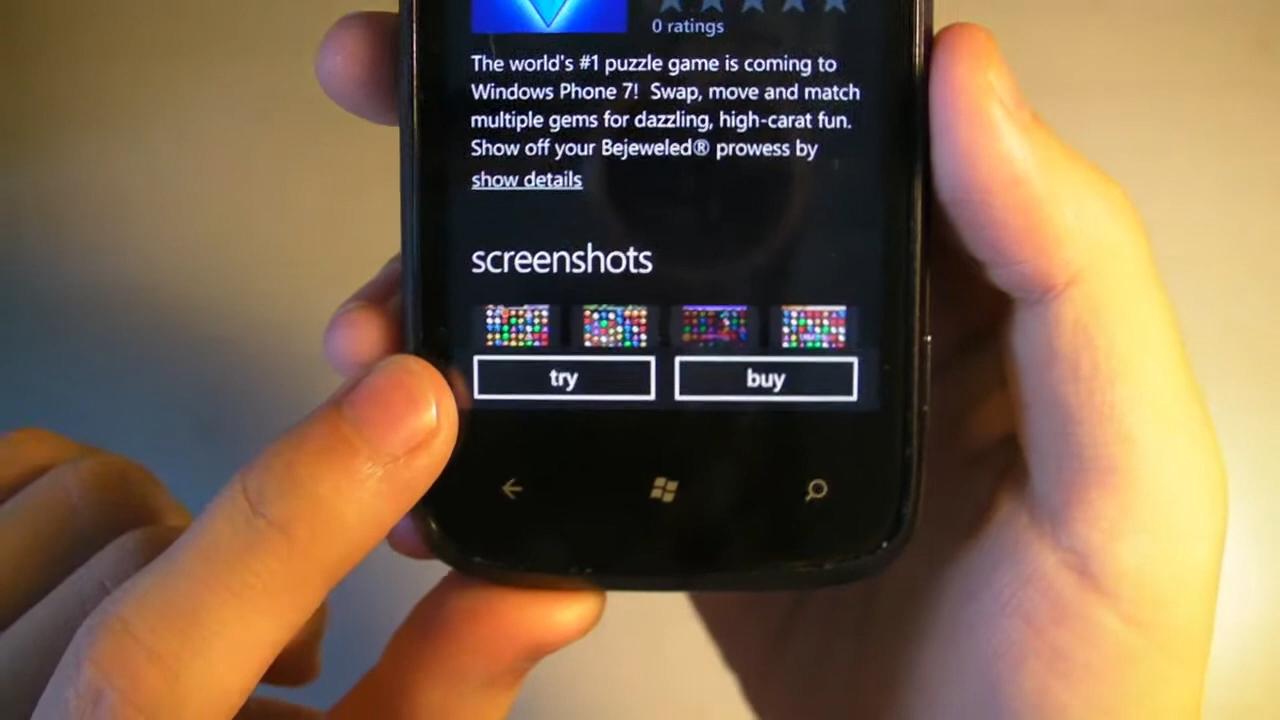 0 ratings
The world's #1 puzzle game is coming to
Windows Phone 7!  Swap, move and match
multiple gems for dazzling, high-carat fun.
Show off your Bejeweled® prowess by
show details
screenshots
try
buy